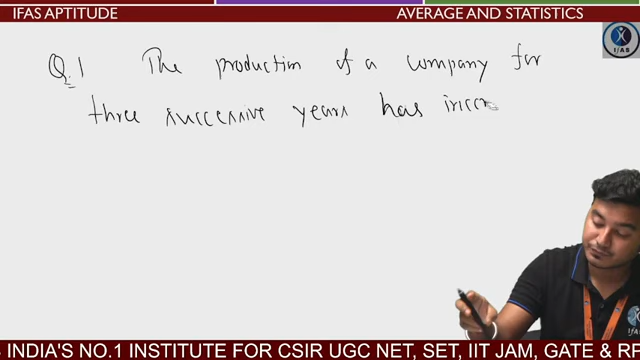 IFAS APTITUDE
AVERAGE AND STATISTICS
IFAS
Q.1 The production of a company for
three successive years has
INDIA'S NO.1 INSTITUTE FOR CSIR UGC NET, SET, IIT JAM, GATE &